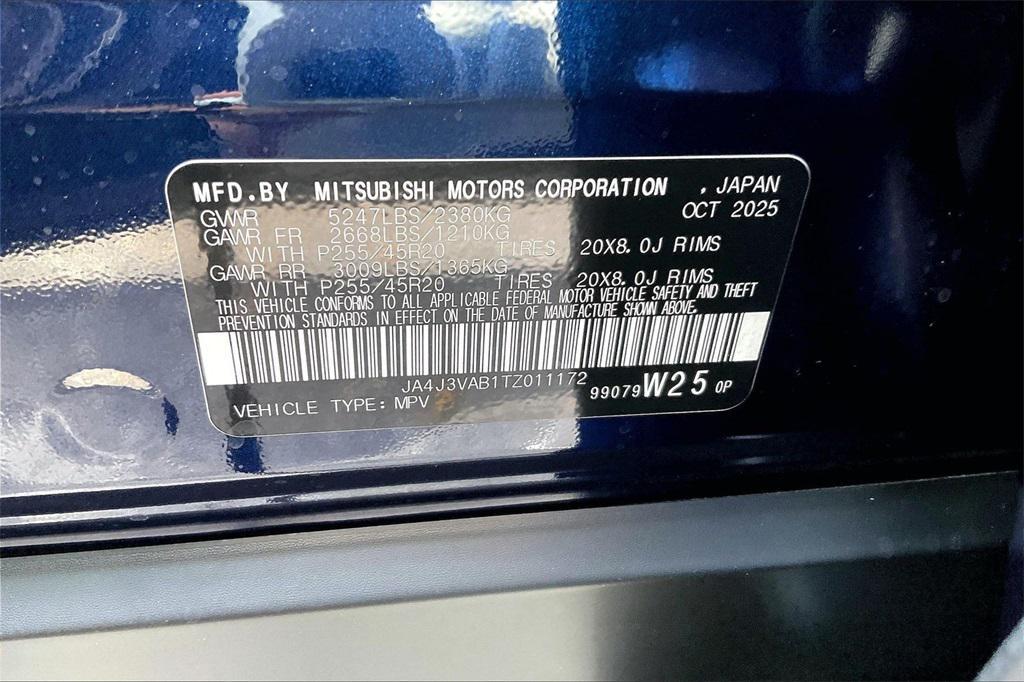 MFD.BY MITSUBISHI MOTORS CORPORATION , JAPAN
OCT 2025
GVWR 5247LBS/2380KG
GAWR FR 2668LBS/1210KG
WITH P255/45R20 TIRES 20X8.0J RIMS
GAWR RR 3009LBS/1365KG
WITH P255/45R20 TIRES 20X8.0J RIMS
THIS VEHICLE CONFORMS TO ALL APPLICABLE FEDERAL MOTOR VEHICLE SAFETY AND THEFT
PREVENTION STANDARDS IN EFFECT ON THE DATE OF MANUFACTURE SHOWN ABOVE.
JA4J3VAB1TZ011172
99079 W25 0P
VEHICLE TYPE: MPV